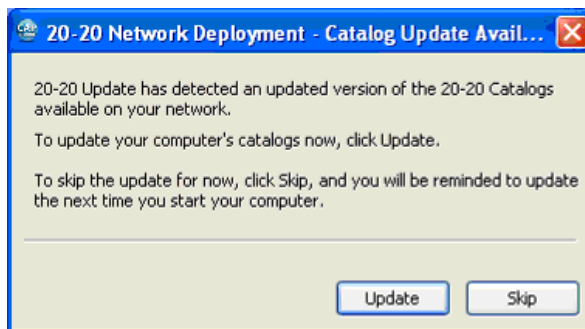 20-20 Network Deployment - Catalog Update Avail...
20-20 Update has detected an updated version of the 20-20 Catalogs
available on your network.
To update your computer's catalogs now, click Update.
To skip the update for now, click Skip, and you will be reminded to update
the next time you start your computer.
Update Skip